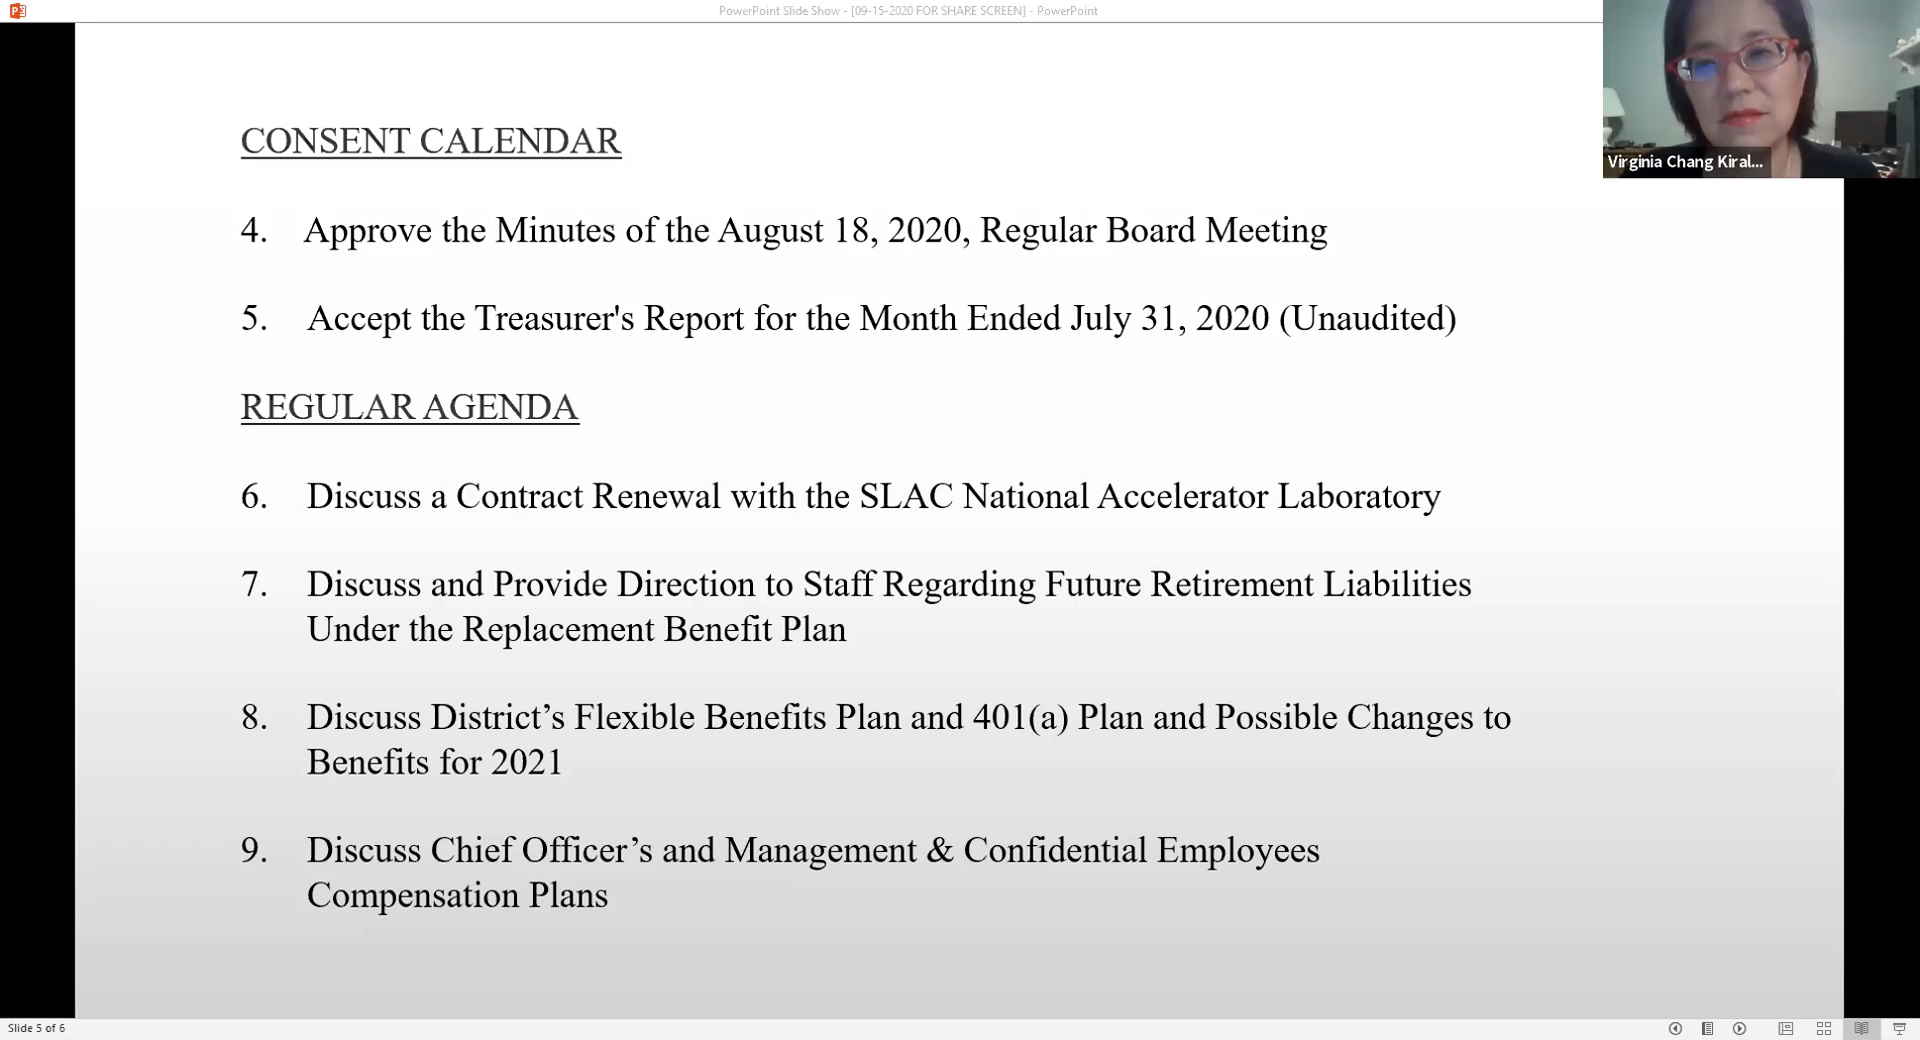 PowerPoint Slide Show - [09-15-2020 FOR SHARE SCREEN] - PowerPoint
Virginia Chang Kiral...
CONSENT CALENDAR
4. Approve the Minutes of the August 18, 2020, Regular Board Meeting
5. Accept the Treasurer's Report for the Month Ended July 31, 2020 (Unaudited)
REGULAR AGENDA
6. Discuss a Contract Renewal with the SLAC National Accelerator Laboratory
7. Discuss and Provide Direction to Staff Regarding Future Retirement Liabilities
Under the Replacement Benefit Plan
8. Discuss District’s Flexible Benefits Plan and 401(a) Plan and Possible Changes to
Benefits for 2021
9. Discuss Chief Officer’s and Management & Confidential Employees
Compensation Plans
Slide 5 of 6